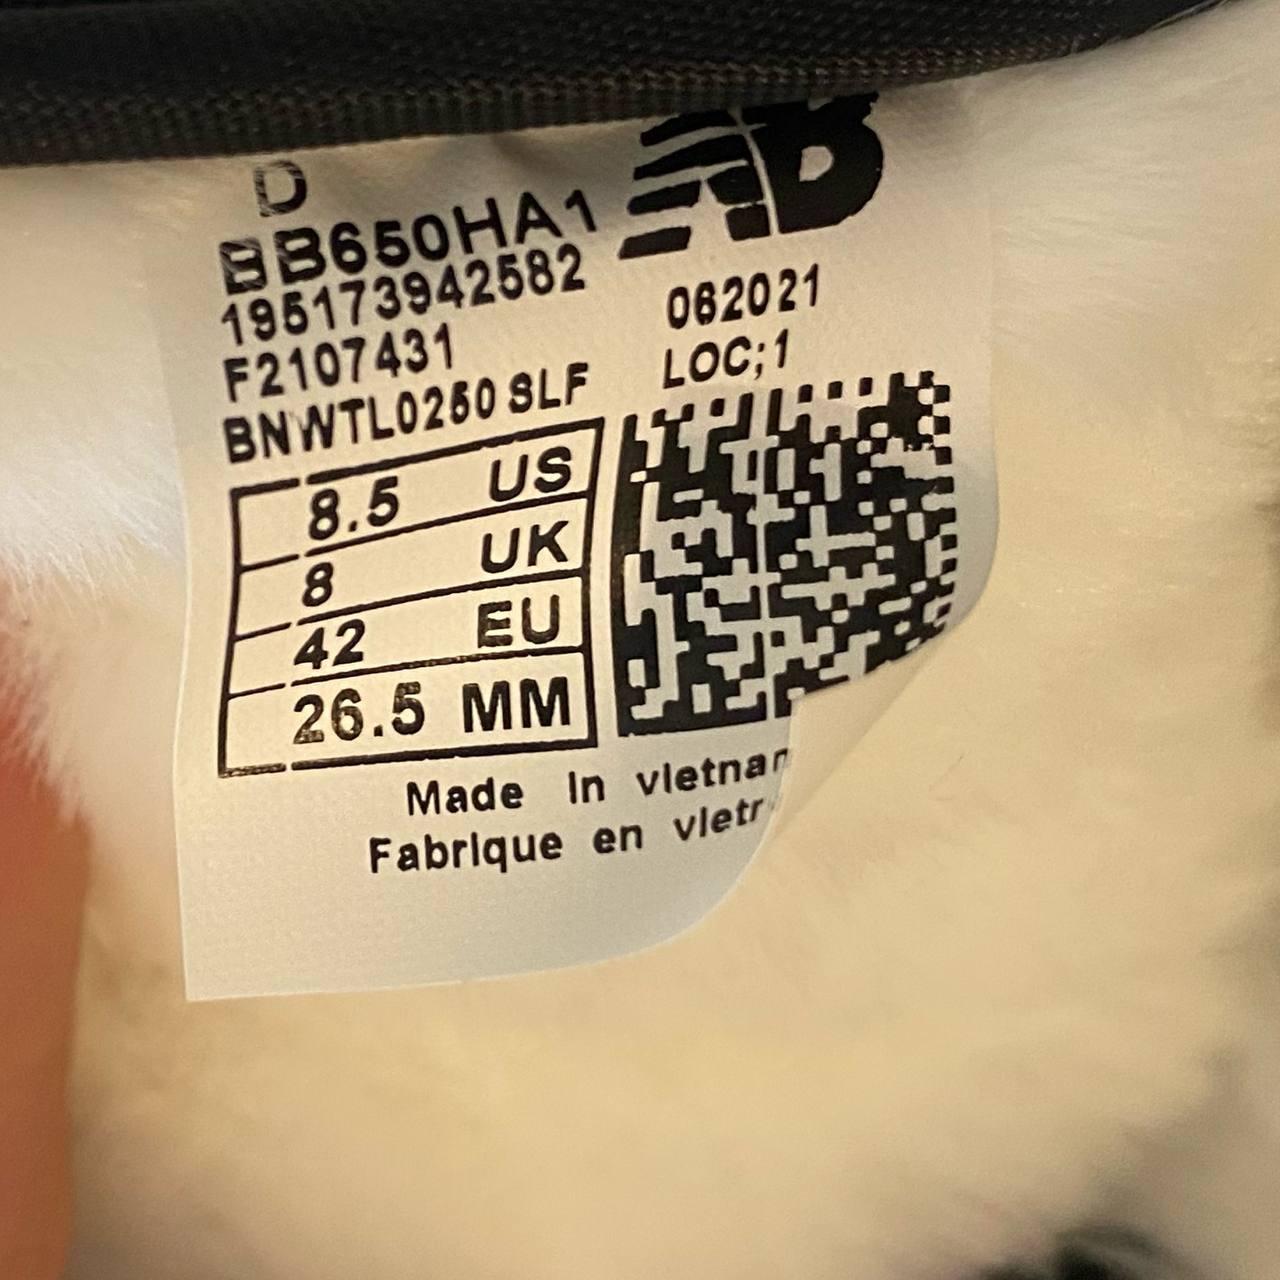 D
BB650HA1
195173942582
F2107431
BNWTL0250 SLF
NB
062021
LOC;1
8.5 US
8 UK
42 EU
26.5 MM
Made In
Fabrique en